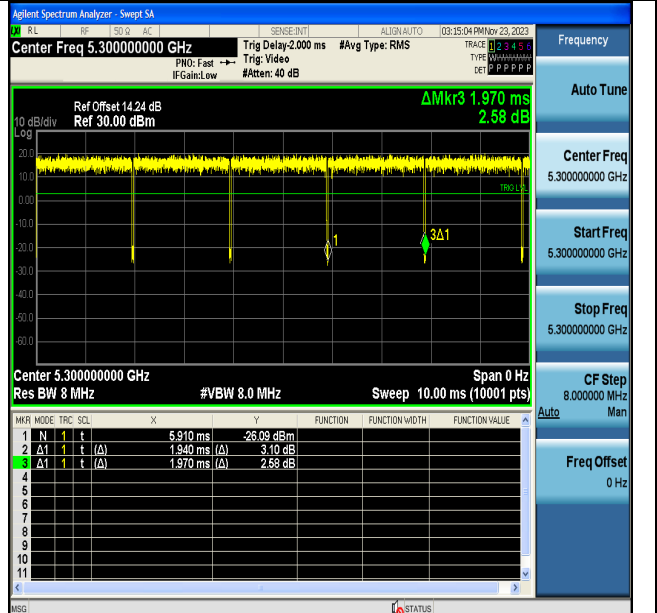 Agilent Spectrum Analyzer - Swept SA
RL RF 50 Ω AC SENSE:INT ALIGN AUTO 03:15:04 PM Nov 23, 2023
Center Freq 5.300000000 GHz
PNO: Fast
IFGain:Low
Trig Delay-2.000 ms #Avg Type: RMS
Trig: Video
#Atten: 40 dB
TRACE 1 2 3 4 5 6
TYPE
DET P P P P P P
Frequency
Auto Tune
Center Freq
5.300000000 GHz
Start Freq
5.300000000 GHz
Stop Freq
5.300000000 GHz
CF Step
8.000000 MHz
Auto Man
Freq Offset
0 Hz
ΔMkr3 1.970 ms
2.58 dB
Ref Offset 14.24 dB
10 dB/div Ref 30.00 dBm
Log
20.0
10.0
0.00
-10.0
-20.0
-30.0
-40.0
-50.0
-60.0
TRIG LVL
1
3Δ1
Center 5.300000000 GHz Span 0 Hz
Res BW 8 MHz #VBW 8.0 MHz Sweep 10.00 ms (10001 pts)
MKR MODE TRC SCL X Y FUNCTION FUNCTION WIDTH FUNCTION VALUE
1 N 1 t 5.910 ms -26.09 dBm
2 Δ1 1 t (Δ) 1.940 ms (Δ) 3.10 dB
3 Δ1 1 t (Δ) 1.970 ms (Δ) 2.58 dB
4
5
6
7
8
9
10
11
MSG STATUS